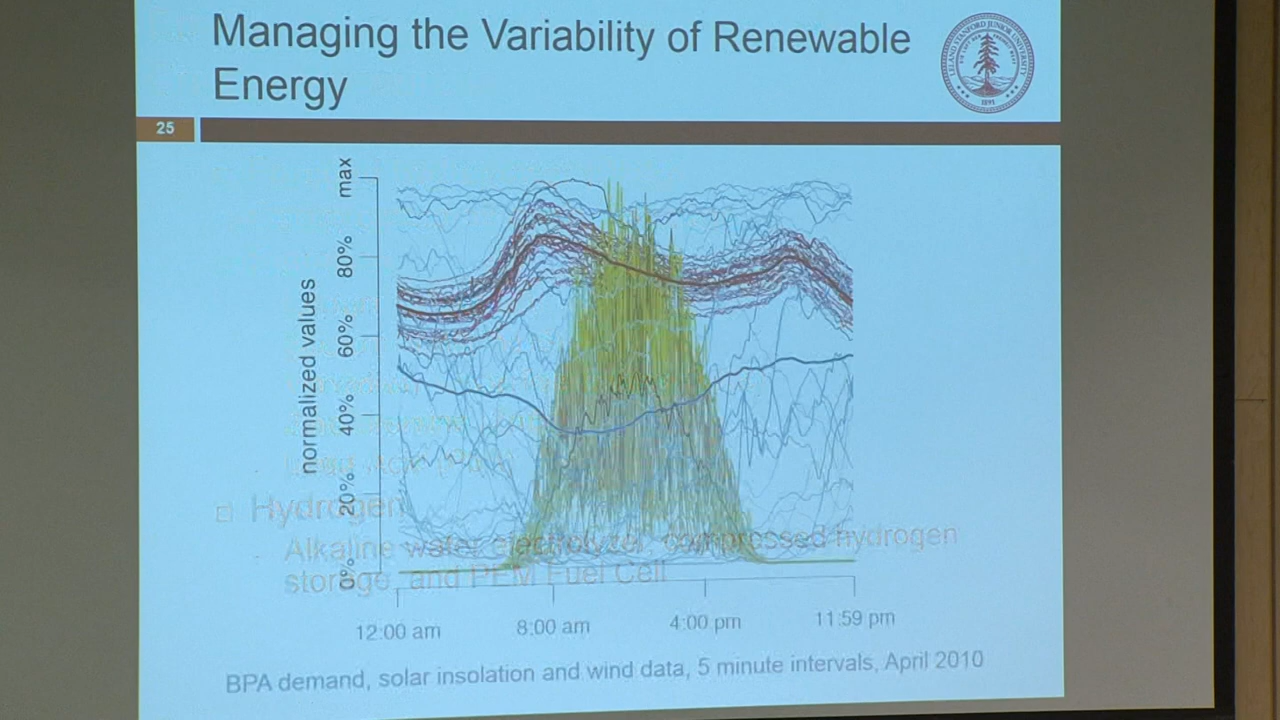 Managing the Variability of Renewable
Energy
25
max
80%
60%
40%
20%
0%
normalized values
Hydrogen
Alkaline water electrolyzer, compressed hydrogen
storage, and PEM Fuel Cell
12:00 am
8:00 am
4:00 pm
11:59 pm
BPA demand, solar insolation and wind data, 5 minute intervals, April 2010